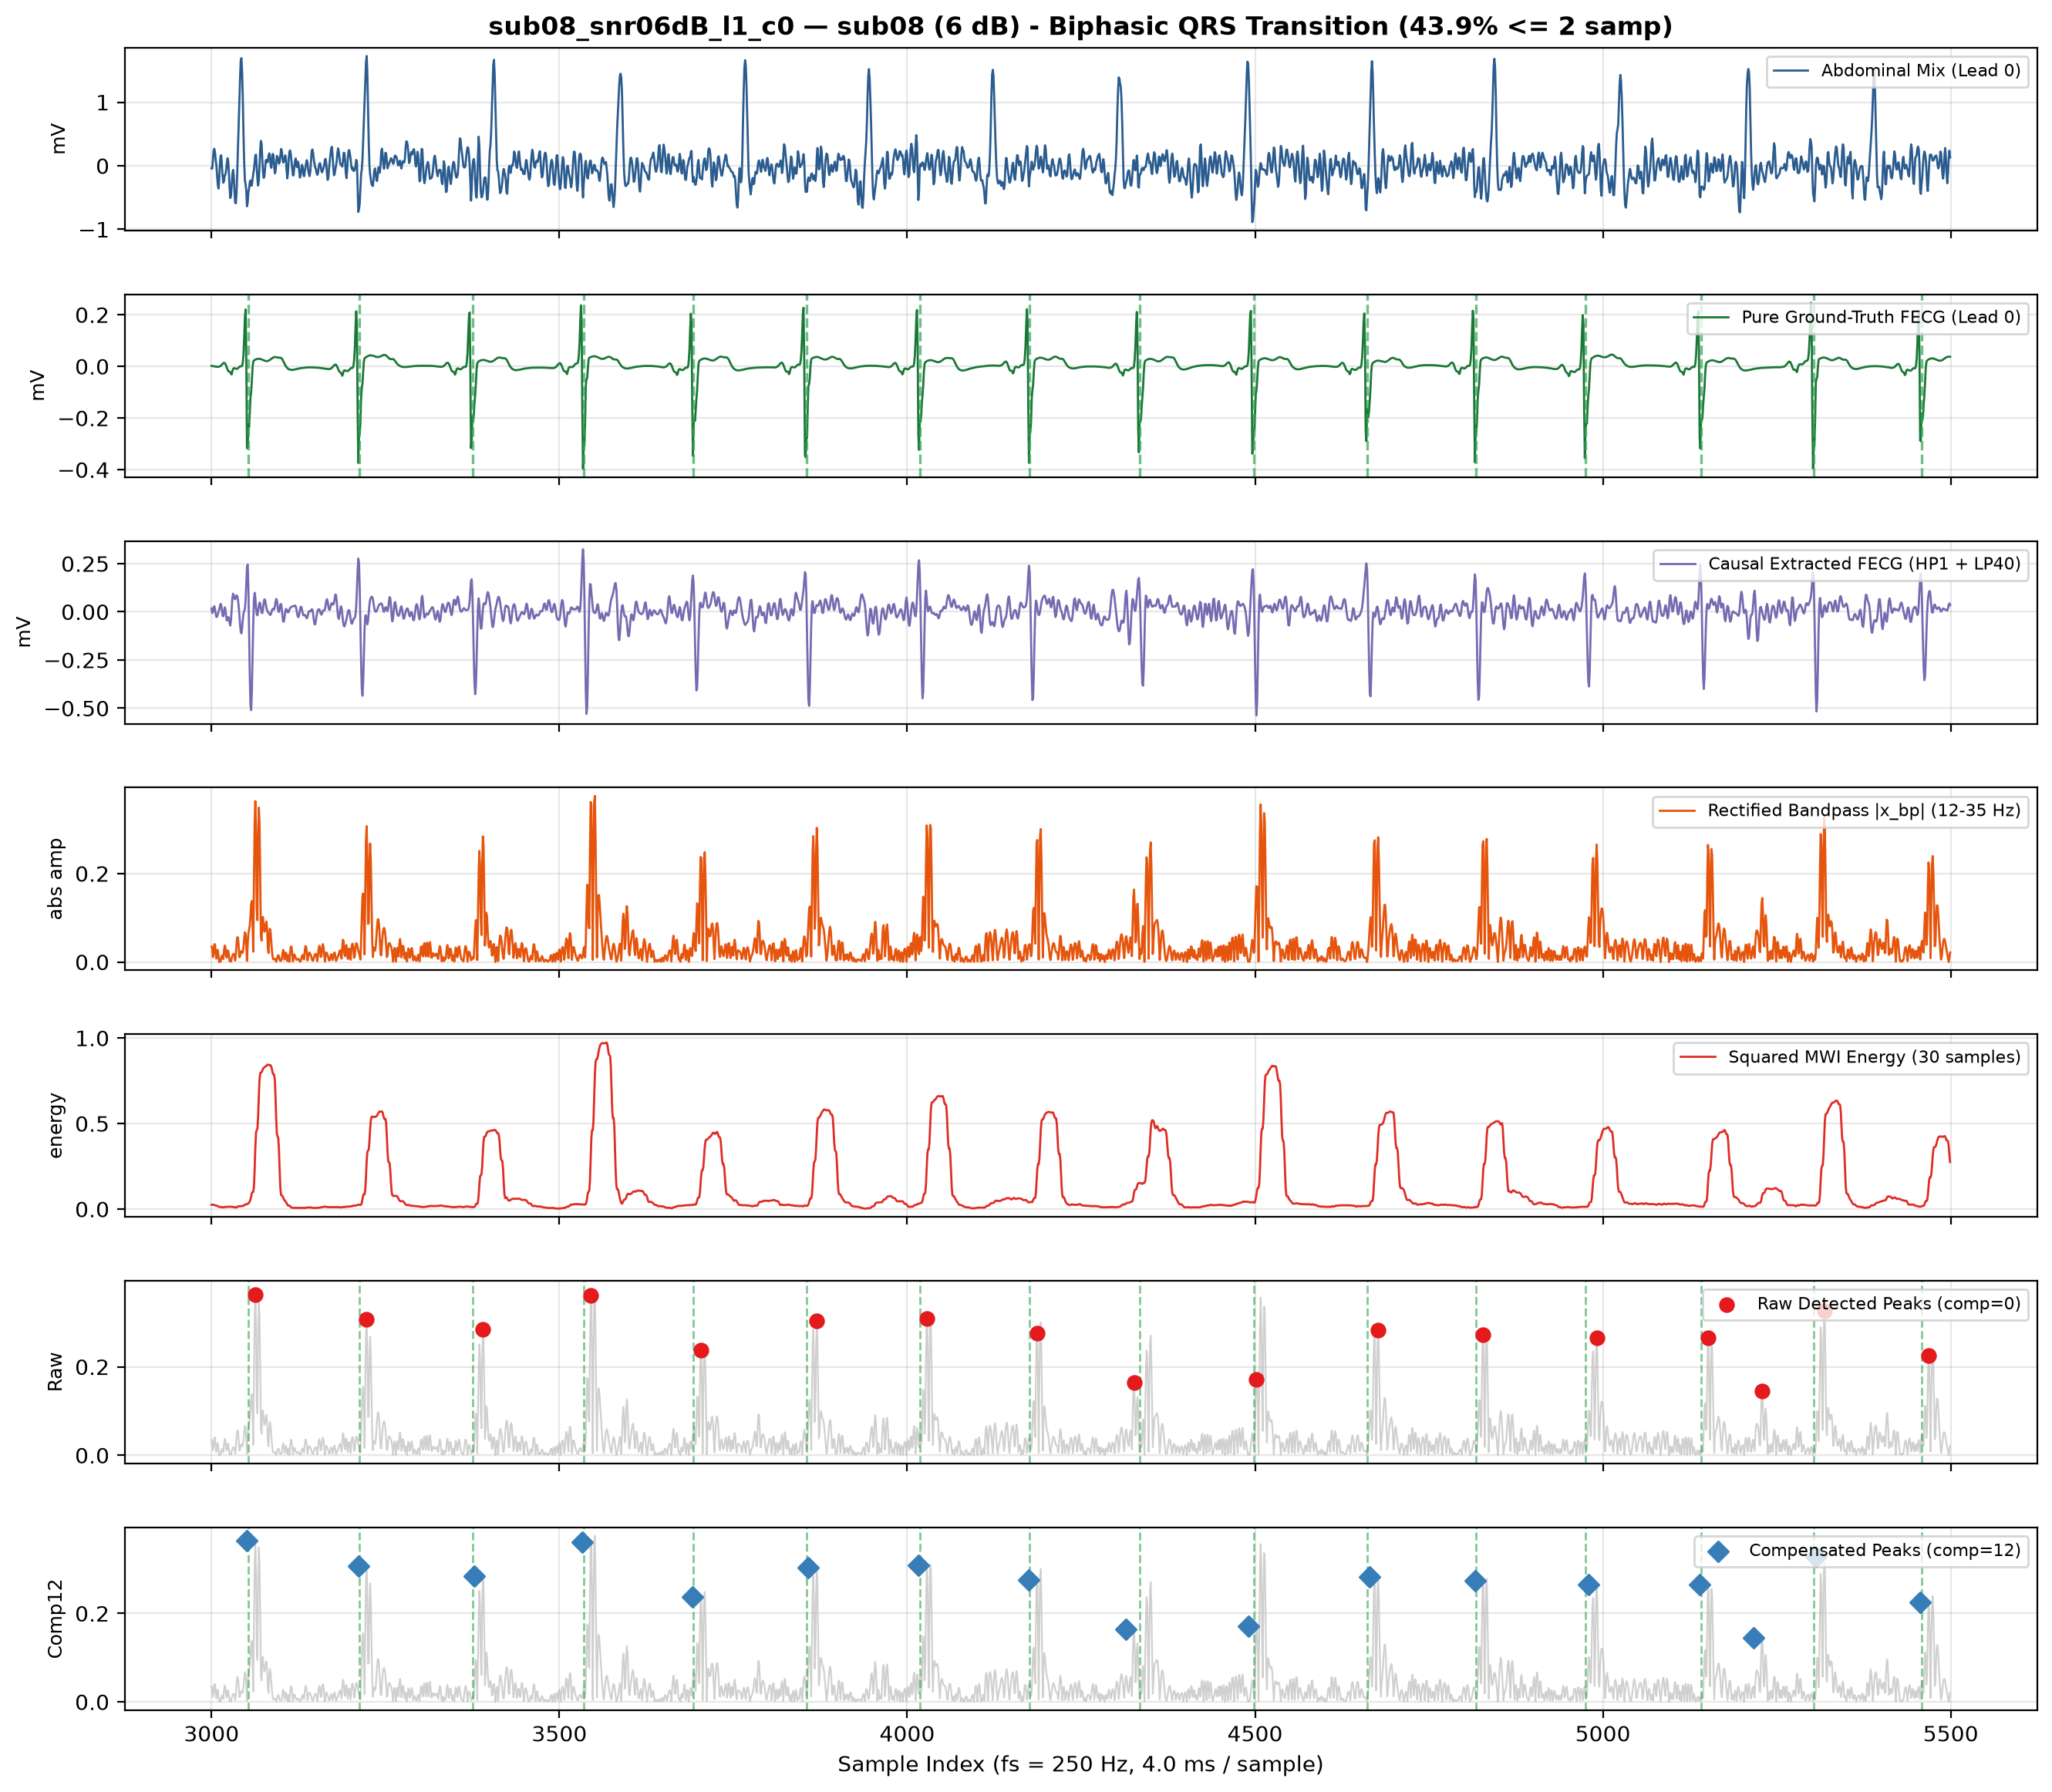 sub08_snr06dB_l1_c0 — sub08 (6 dB) - Biphasic QRS Transition (43.9% <= 2 samp)
Abdominal Mix (Lead 0)
mV
1
0
−1
Pure Ground-Truth FECG (Lead 0)
mV
0.2
0.0
−0.2
−0.4
Causal Extracted FECG (HP1 + LP40)
mV
0.25
0.00
−0.25
−0.50
Rectified Bandpass |x_bp| (12-35 Hz)
abs amp
0.2
0.0
Squared MWI Energy (30 samples)
energy
1.0
0.5
0.0
Raw Detected Peaks (comp=0)
Raw
0.2
0.0
Compensated Peaks (comp=12)
Comp12
0.2
0.0
3000 3500 4000 4500 5000 5500
Sample Index (fs = 250 Hz, 4.0 ms / sample)